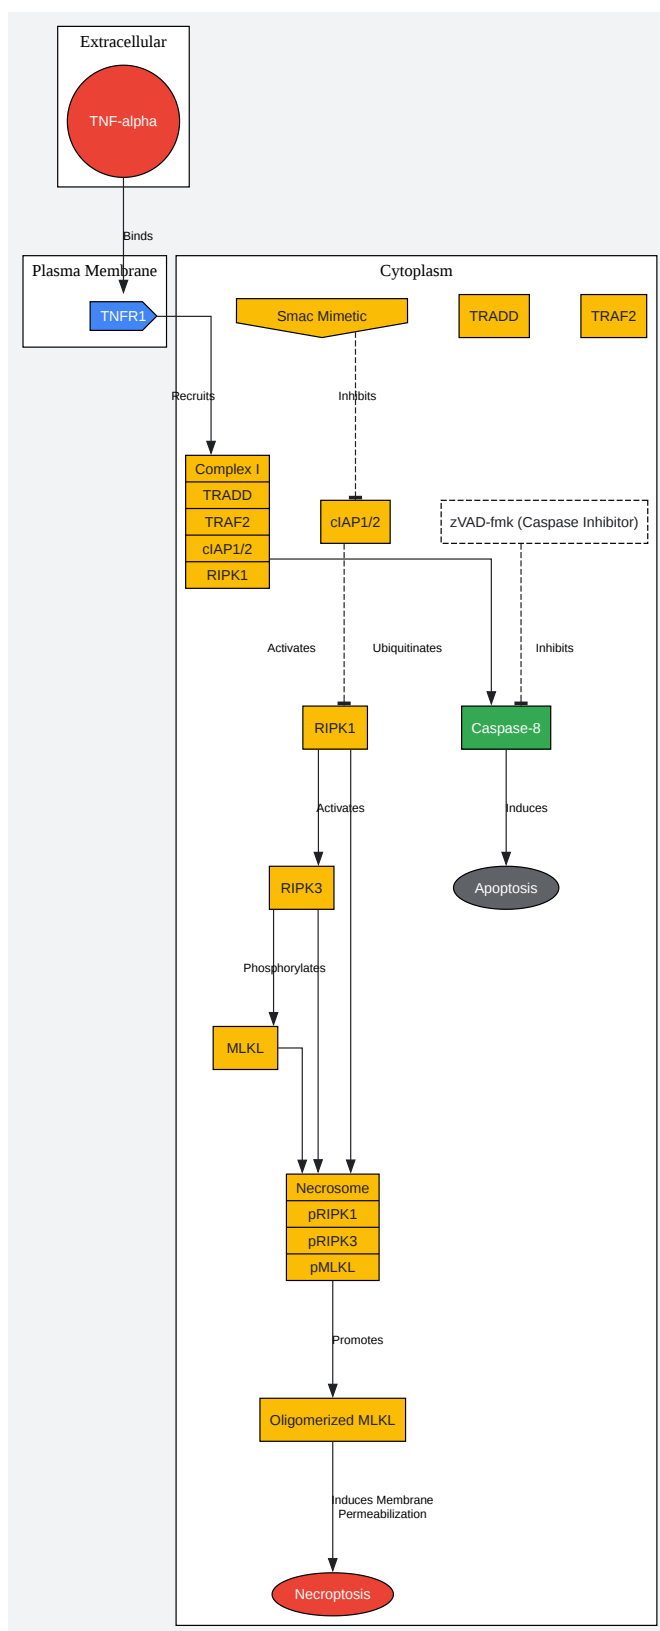 Extracellular
TNF-alpha
Binds
Plasma Membrane
TNFR1
Cytoplasm
Smac Mimetic
TRADD
TRAF2
Recruits
Inhibits
Complex I
TRADD
TRAF2
cIAP1/2
RIPK1
cIAP1/2
zVAD-fmk (Caspase Inhibitor)
Activates
Ubiquitinates
Inhibits
RIPK1
Caspase-8
Activates
Induces
RIPK3
Apoptosis
Phosphorylates
MLKL
Necrosome
pRIPK1
pRIPK3
pMLKL
Promotes
Oligomerized MLKL
Induces Membrane
Permeabilization
Necroptosis